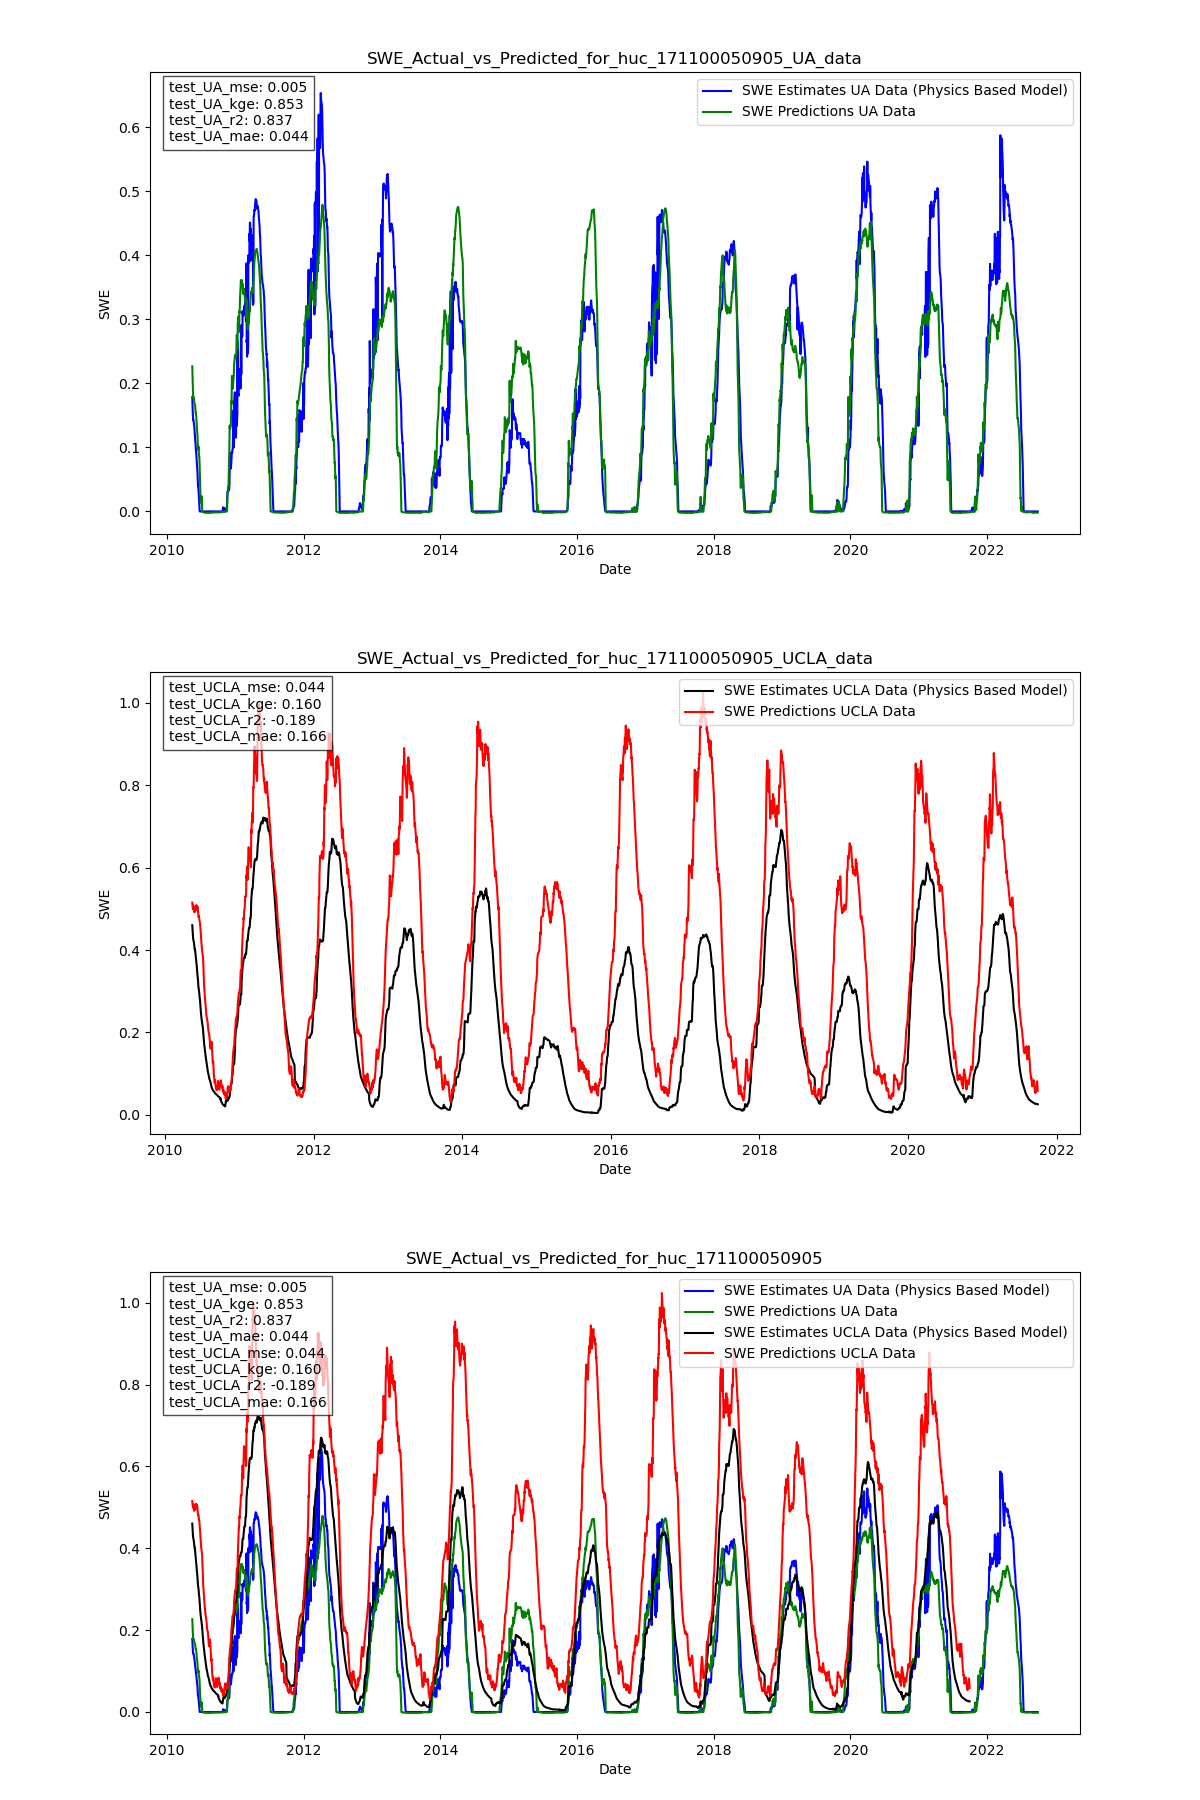 SWE_Actual_vs_Predicted_for_huc_171100050905_UA_data
test_UA_mse: 0.005
test_UA_kge: 0.853
test_UA_r2: 0.837
test_UA_mae: 0.044
SWE Estimates UA Data (Physics Based Model)
SWE Predictions UA Data
0.6
0.5
0.4
0.3
0.2
0.1
0.0
SWE
2010 2012 2014 2016 2018 2020 2022
Date
SWE_Actual_vs_Predicted_for_huc_171100050905_UCLA_data
test_UCLA_mse: 0.044
test_UCLA_kge: 0.160
test_UCLA_r2: -0.189
test_UCLA_mae: 0.166
SWE Estimates UCLA Data (Physics Based Model)
SWE Predictions UCLA Data
1.0
0.8
0.6
0.4
0.2
0.0
SWE
2010 2012 2014 2016 2018 2020 2022
Date
SWE_Actual_vs_Predicted_for_huc_171100050905
test_UA_mse: 0.005
test_UA_kge: 0.853
test_UA_r2: 0.837
test_UA_mae: 0.044
test_UCLA_mse: 0.044
test_UCLA_kge: 0.160
test_UCLA_r2: -0.189
test_UCLA_mae: 0.166
SWE Estimates UA Data (Physics Based Model)
SWE Predictions UA Data
SWE Estimates UCLA Data (Physics Based Model)
SWE Predictions UCLA Data
1.0
0.8
0.6
0.4
0.2
0.0
SWE
2010 2012 2014 2016 2018 2020 2022
Date